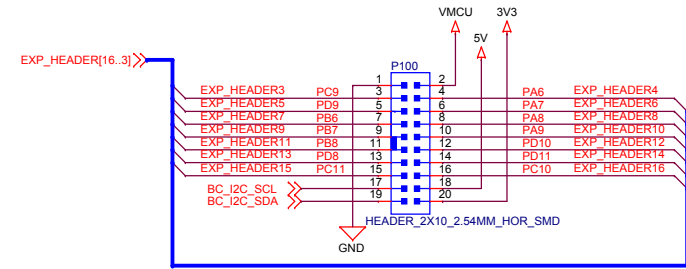 VMCU 3V3
5V
EXP_HEADER[16..3]
P100
1 2
EXP_HEADER3 PC9 3 4 PA6 EXP_HEADER4
EXP_HEADER5 PD9 5 6 PA7 EXP_HEADER6
EXP_HEADER7 PB6 7 8 PA8 EXP_HEADER8
EXP_HEADER9 PB7 9 10 PA9 EXP_HEADER10
EXP_HEADER11 PB8 11 12 PD10 EXP_HEADER12
EXP_HEADER13 PD8 13 14 PD11 EXP_HEADER14
EXP_HEADER15 PC11 15 16 PC10 EXP_HEADER16
BC_I2C_SCL 17 18
BC_I2C_SDA 19 20
HEADER_2X10_2.54MM_HOR_SMD
GND